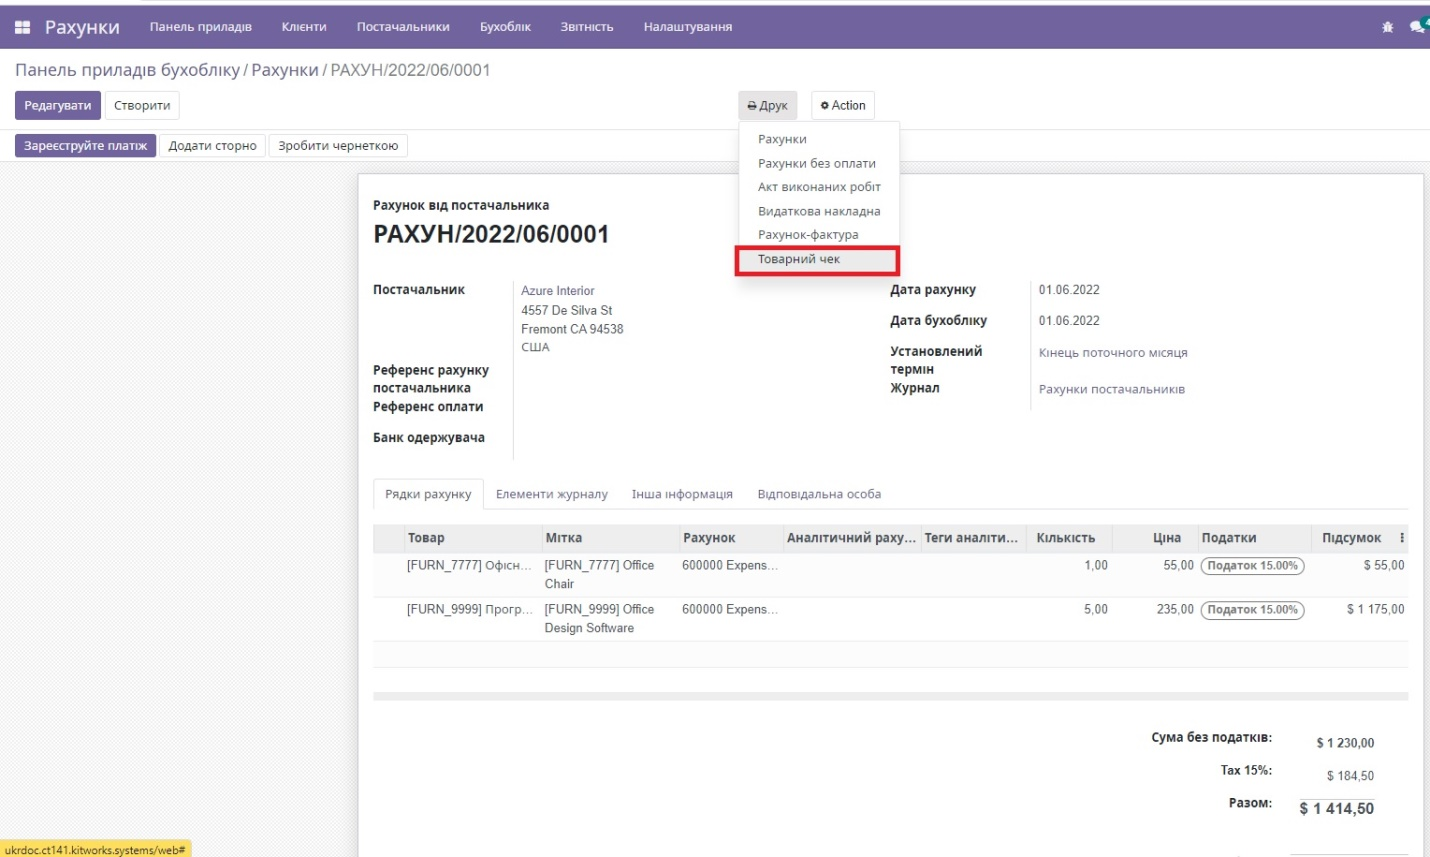 Рахунки Панель приладів Клієнти Постачальники Бухоблік Звітність Налаштування
Панель приладів бухобліку / Рахунки / РАХУН/2022/06/0001
Редагувати Створити Друк Action
Зареєструйте платіж Додати сторно Зробити чернеткою
Рахунки
Рахунки без оплати
Акт виконаних робіт
Видаткова накладна
Рахунок-фактура
Товарний чек
Рахунок від постачальника
РАХУН/2022/06/0001
Постачальник Azure Interior
4557 De Silva St
Fremont CA 94538
США
Референс рахунку
постачальника
Референс оплати
Банк одержувача
Дата рахунку 01.06.2022
Дата бухобліку 01.06.2022
Установлений
термін
Кінець поточного місяця
Журнал Рахунки постачальників
Рядки рахунку Елементи журналу Інша інформація Відповідальна особа
Товар Мітка Рахунок Аналітичний раху... Теги аналіти... Кількість Ціна Податки Підсумок
[FURN_7777] Офісн... [FURN_7777] Office 600000 Expens... 1,00 55,00 Податок 15.00% $ 55,00
Chair
[FURN_9999] Прогр... [FURN_9999] Office 600000 Expens... 5,00 235,00 Податок 15.00% $ 1 175,00
Design Software
Сума без податків: $ 1 230,00
Tax 15%: $ 184,50
Разом: $ 1 414,50
ukrdoc.ct141.kitworks.systems/web#